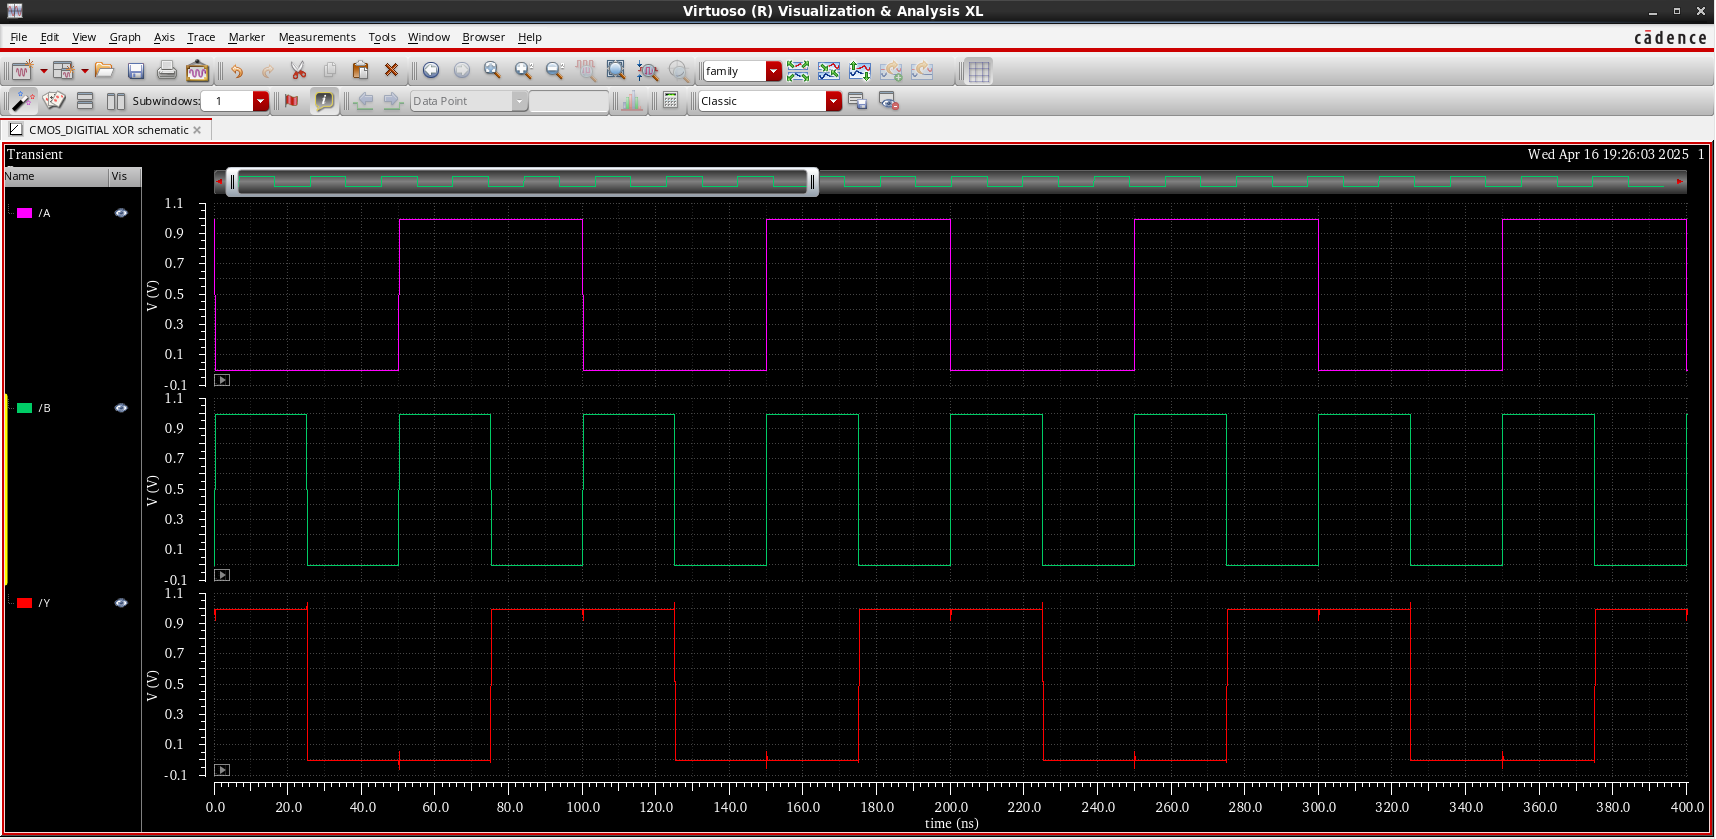 Virtuoso (R) Visualization & Analysis XL
File Edit View Graph Axis Trace Marker Measurements Tools Window Browser Help
cādence
family
Subwindows: 1
Data Point
Classic
CMOS_DIGITIAL XOR schematic
Transient
Wed Apr 16 19:26:03 2025 1
Name Vis
/A
1.1
0.9
0.7
0.5
0.3
0.1
-0.1
V (V)
/B
1.1
0.9
0.7
0.5
0.3
0.1
-0.1
V (V)
/Y
1.1
0.9
0.7
0.5
0.3
0.1
-0.1
V (V)
0.0 20.0 40.0 60.0 80.0 100.0 120.0 140.0 160.0 180.0 200.0 220.0 240.0 260.0 280.0 300.0 320.0 340.0 360.0 380.0 400.0
time (ns)